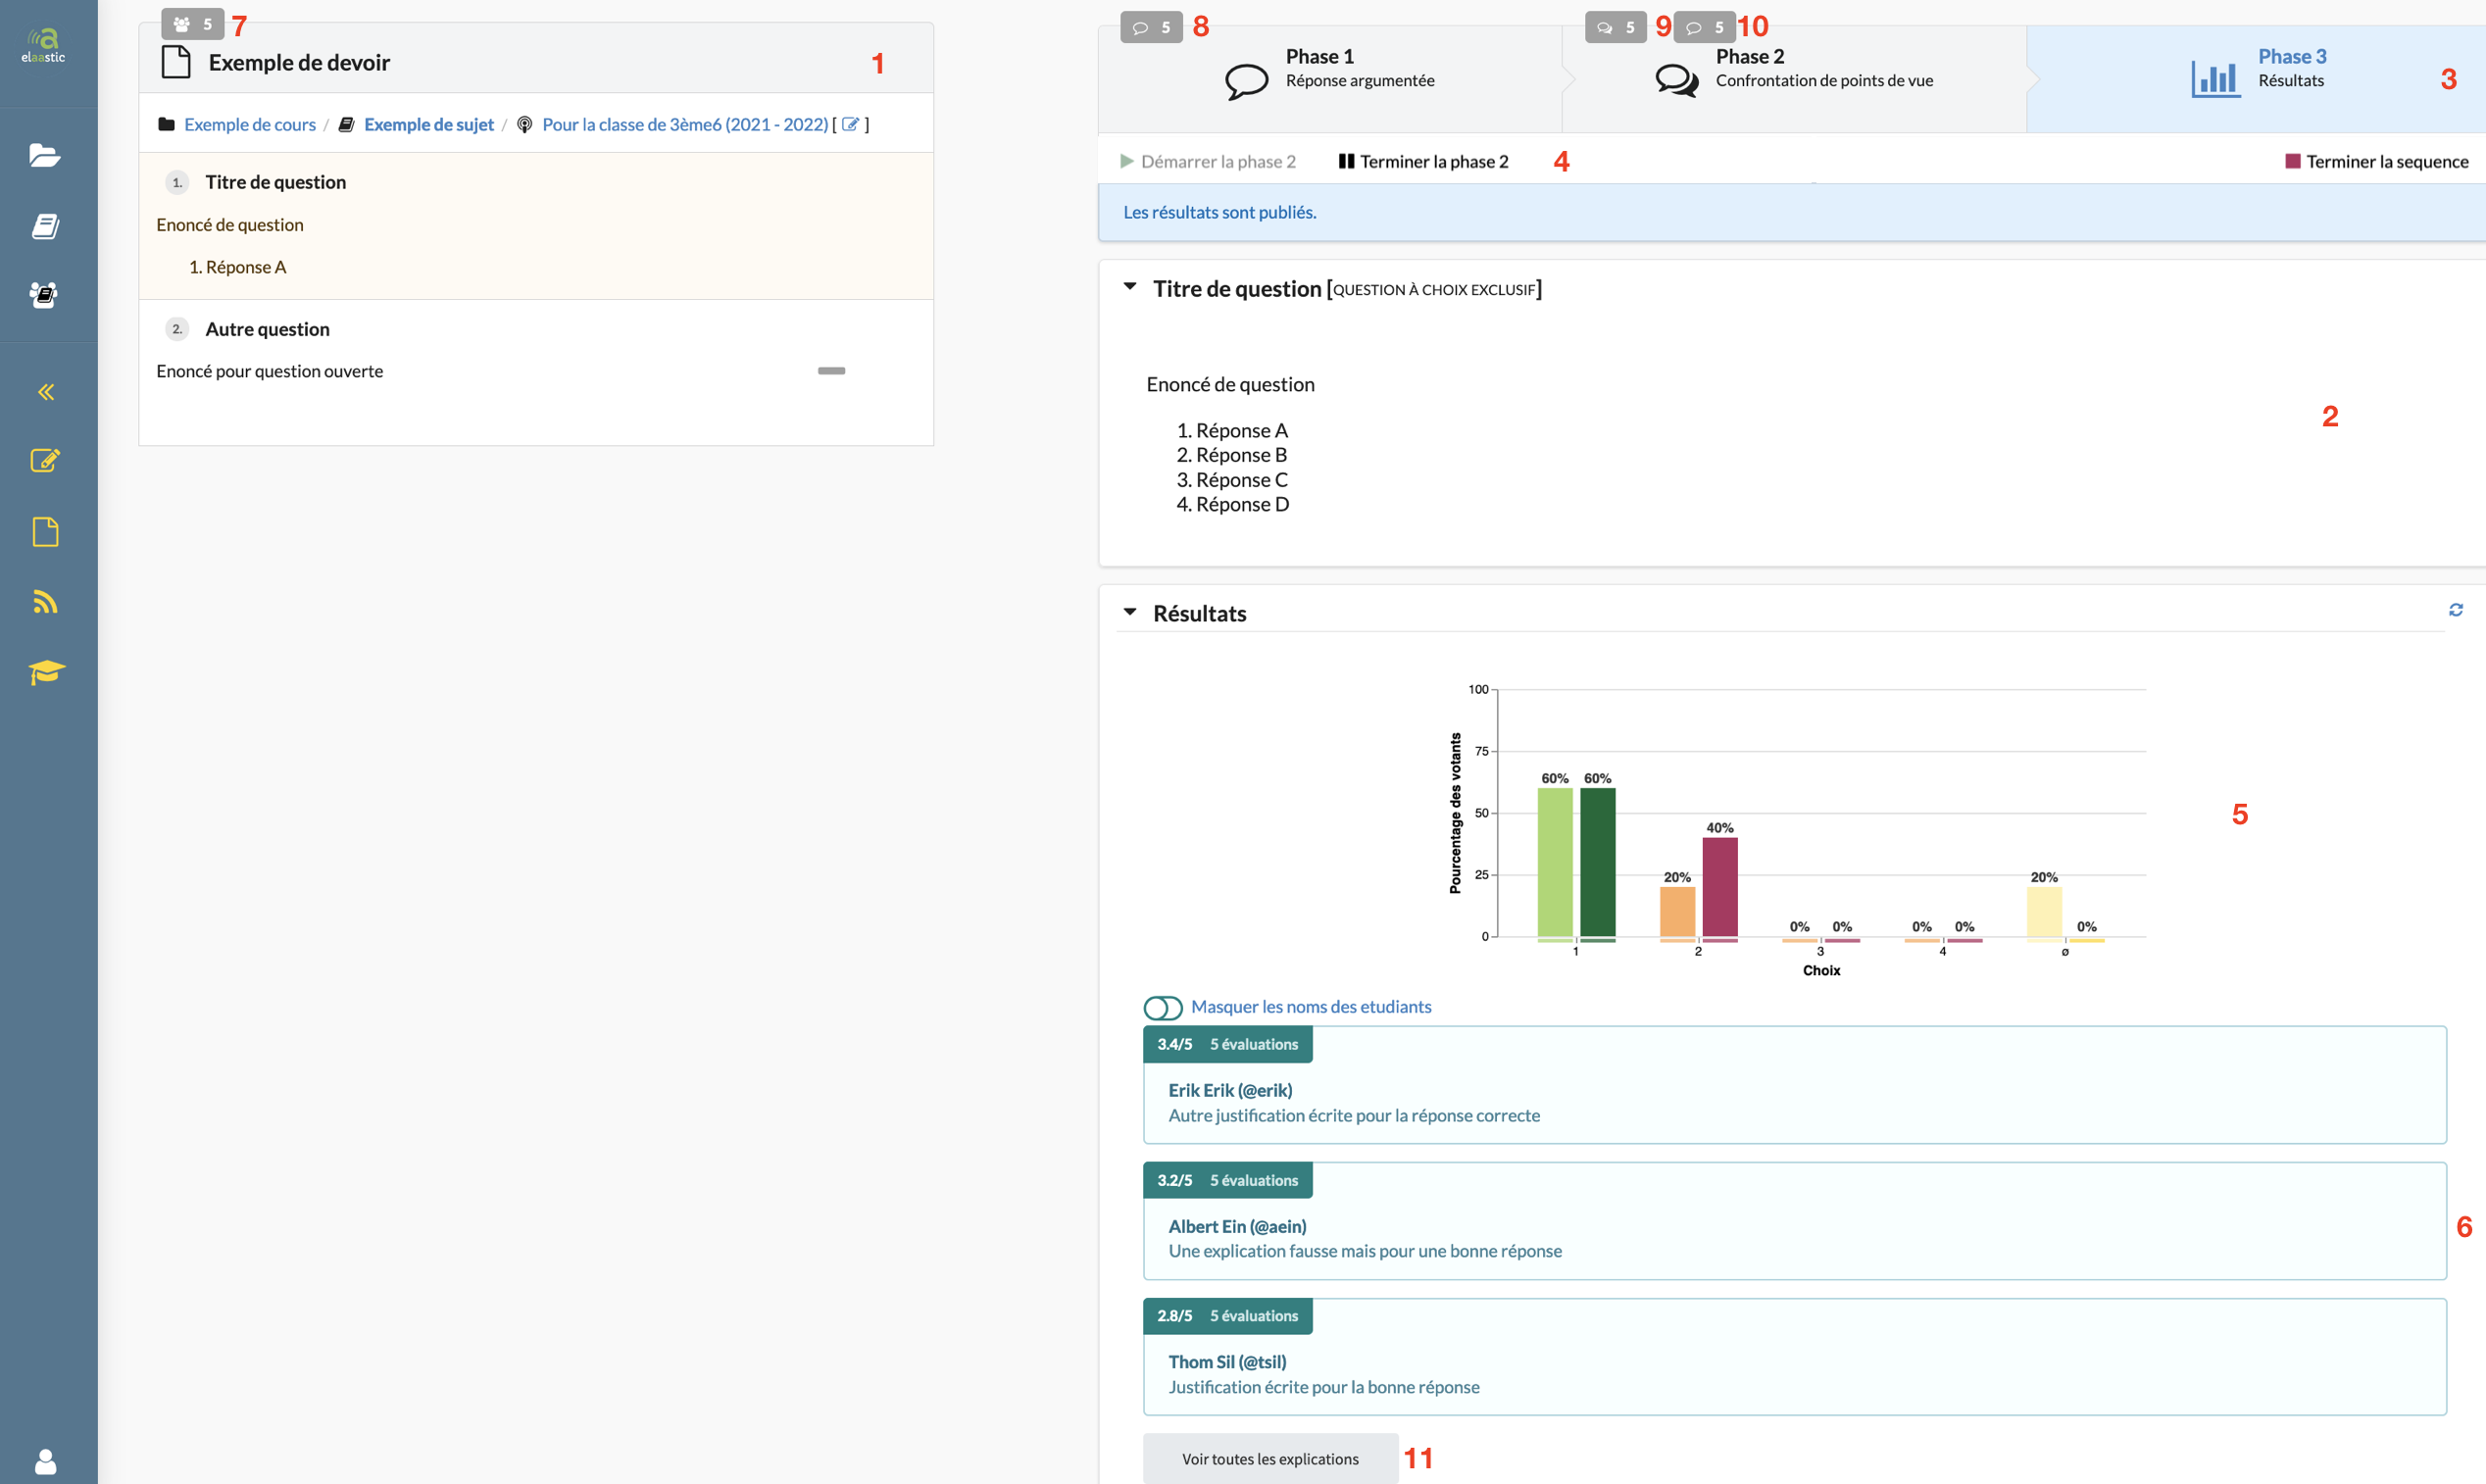 elaastic
5 7
Exemple de devoir 1
Exemple de cours / Exemple de sujet / Pour la classe de 3ème6 (2021 - 2022) [ ]
1. Titre de question
Enoncé de question
1. Réponse A
2. Autre question
Enoncé pour question ouverte
5 8 5 9 5 10
Phase 1
Réponse argumentée
Phase 2
Confrontation de points de vue
Phase 3
Résultats
3
Démarrer la phase 2 Terminer la phase 2 4 Terminer la sequence
Les résultats sont publiés.
Titre de question [QUESTION À CHOIX EXCLUSIF]
Enoncé de question
1. Réponse A
2. Réponse B
3. Réponse C
4. Réponse D
2
Résultats
Pourcentage des votants
100
75
50
25
0
60% 60%
20% 40%
0% 0%
0% 0%
20% 0%
1 2 3 4 ø
Choix
5
Masquer les noms des etudiants
3.4/5 5 évaluations
Erik Erik (@erik)
Autre justification écrite pour la réponse correcte
3.2/5 5 évaluations
Albert Ein (@aein)
Une explication fausse mais pour une bonne réponse
6
2.8/5 5 évaluations
Thom Sil (@tsil)
Justification écrite pour la bonne réponse
Voir toutes les explications 11